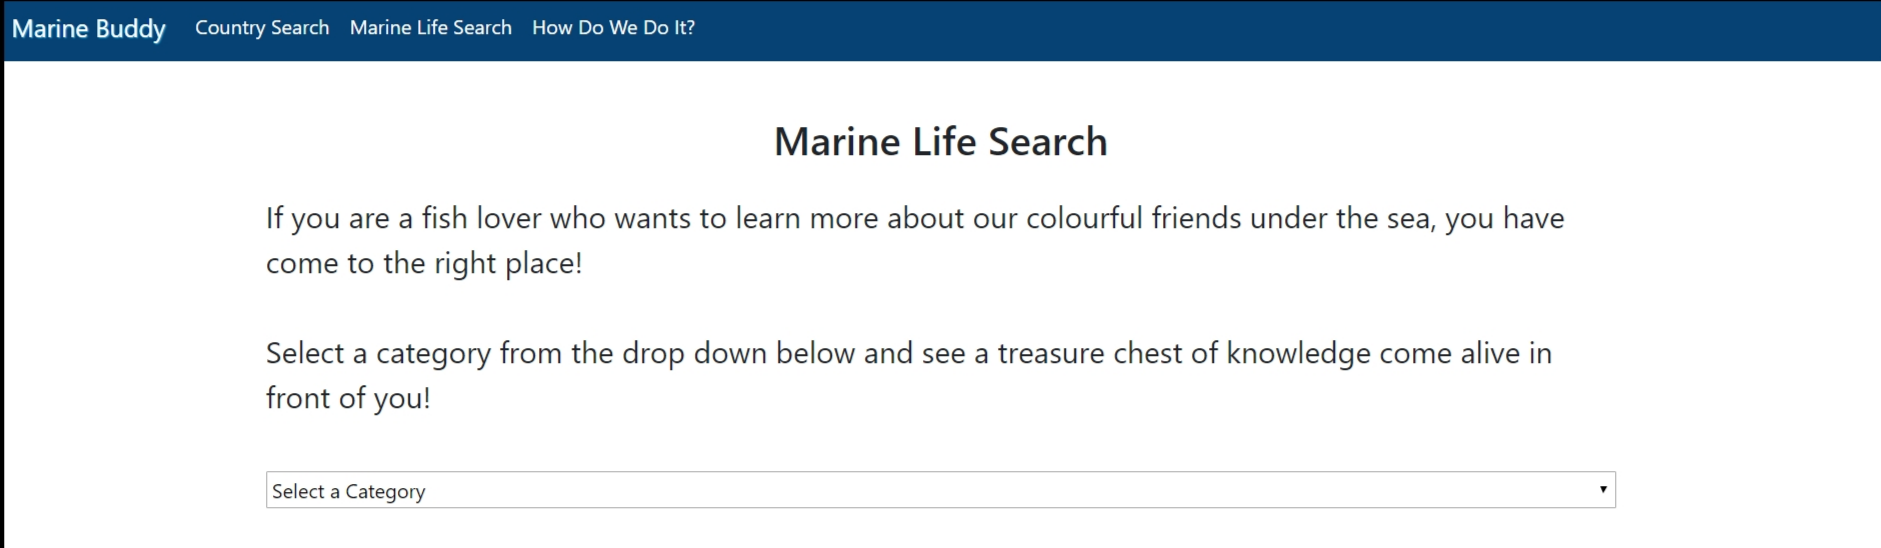 Marine Buddy Country Search Marine Life Search How Do We Do It?
Marine Life Search
If you are a fish lover who wants to learn more about our colourful friends under the sea, you have
come to the right place!
Select a category from the drop down below and see a treasure chest of knowledge come alive in
front of you!
Select a Category